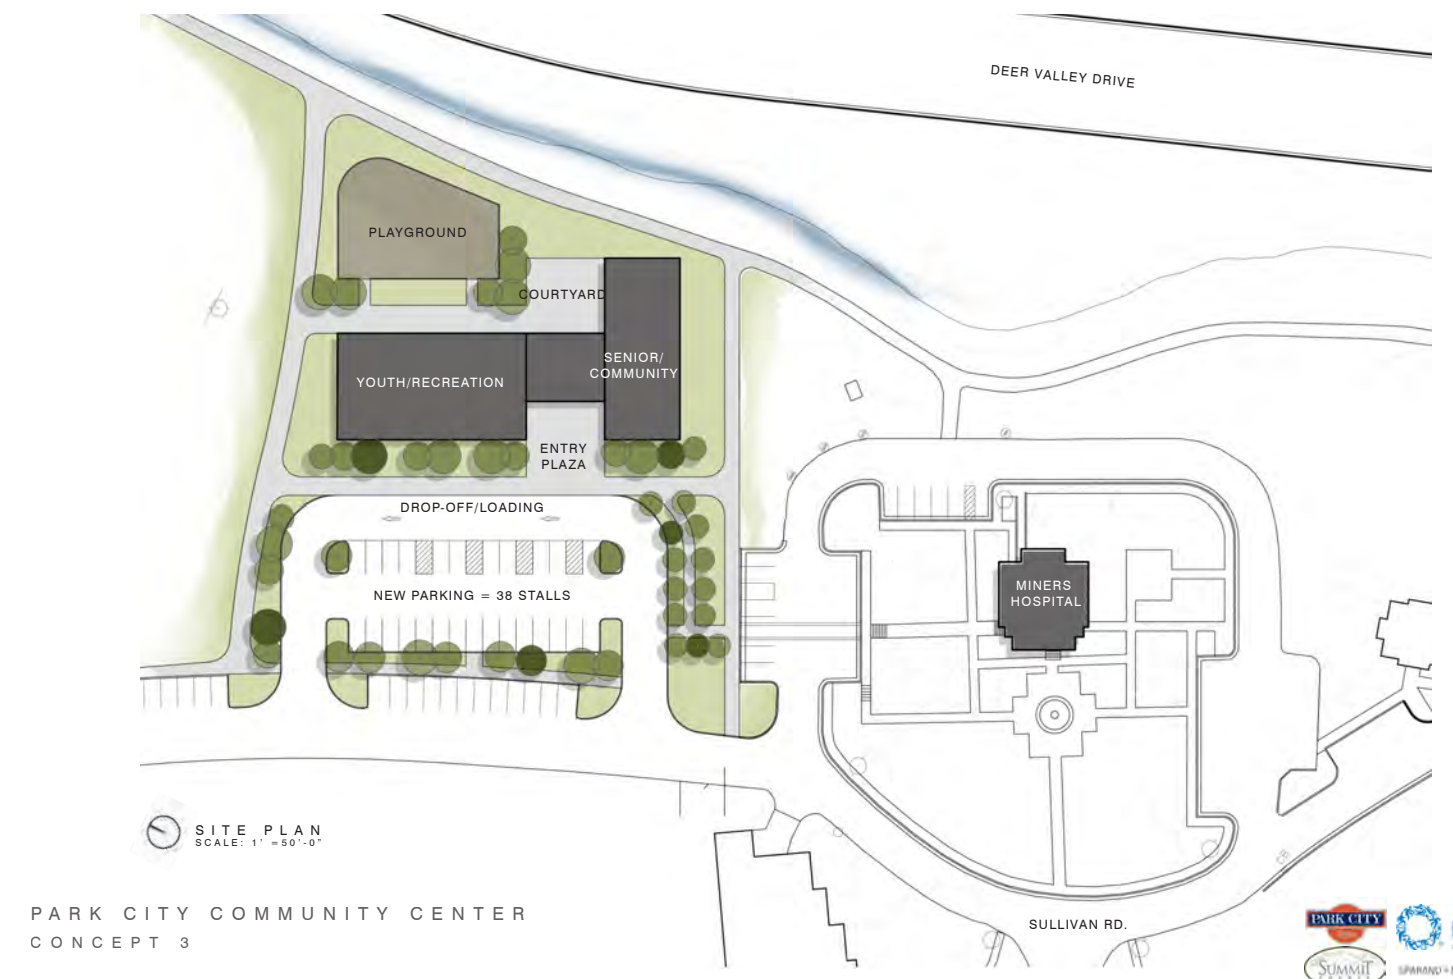 DEER VALLEY DRIVE
PLAYGROUND
COURTYARD
SENIOR/
COMMUNITY
YOUTH/RECREATION
ENTRY
PLAZA
DROP-OFF/LOADING
NEW PARKING = 38 STALLS
MINERS
HOSPITAL
SITE PLAN
SCALE: 1' =50'-0"
PARK CITY COMMUNITY CENTER
CONCEPT 3
SULLIVAN RD.
PARK CITY
SUMMIT